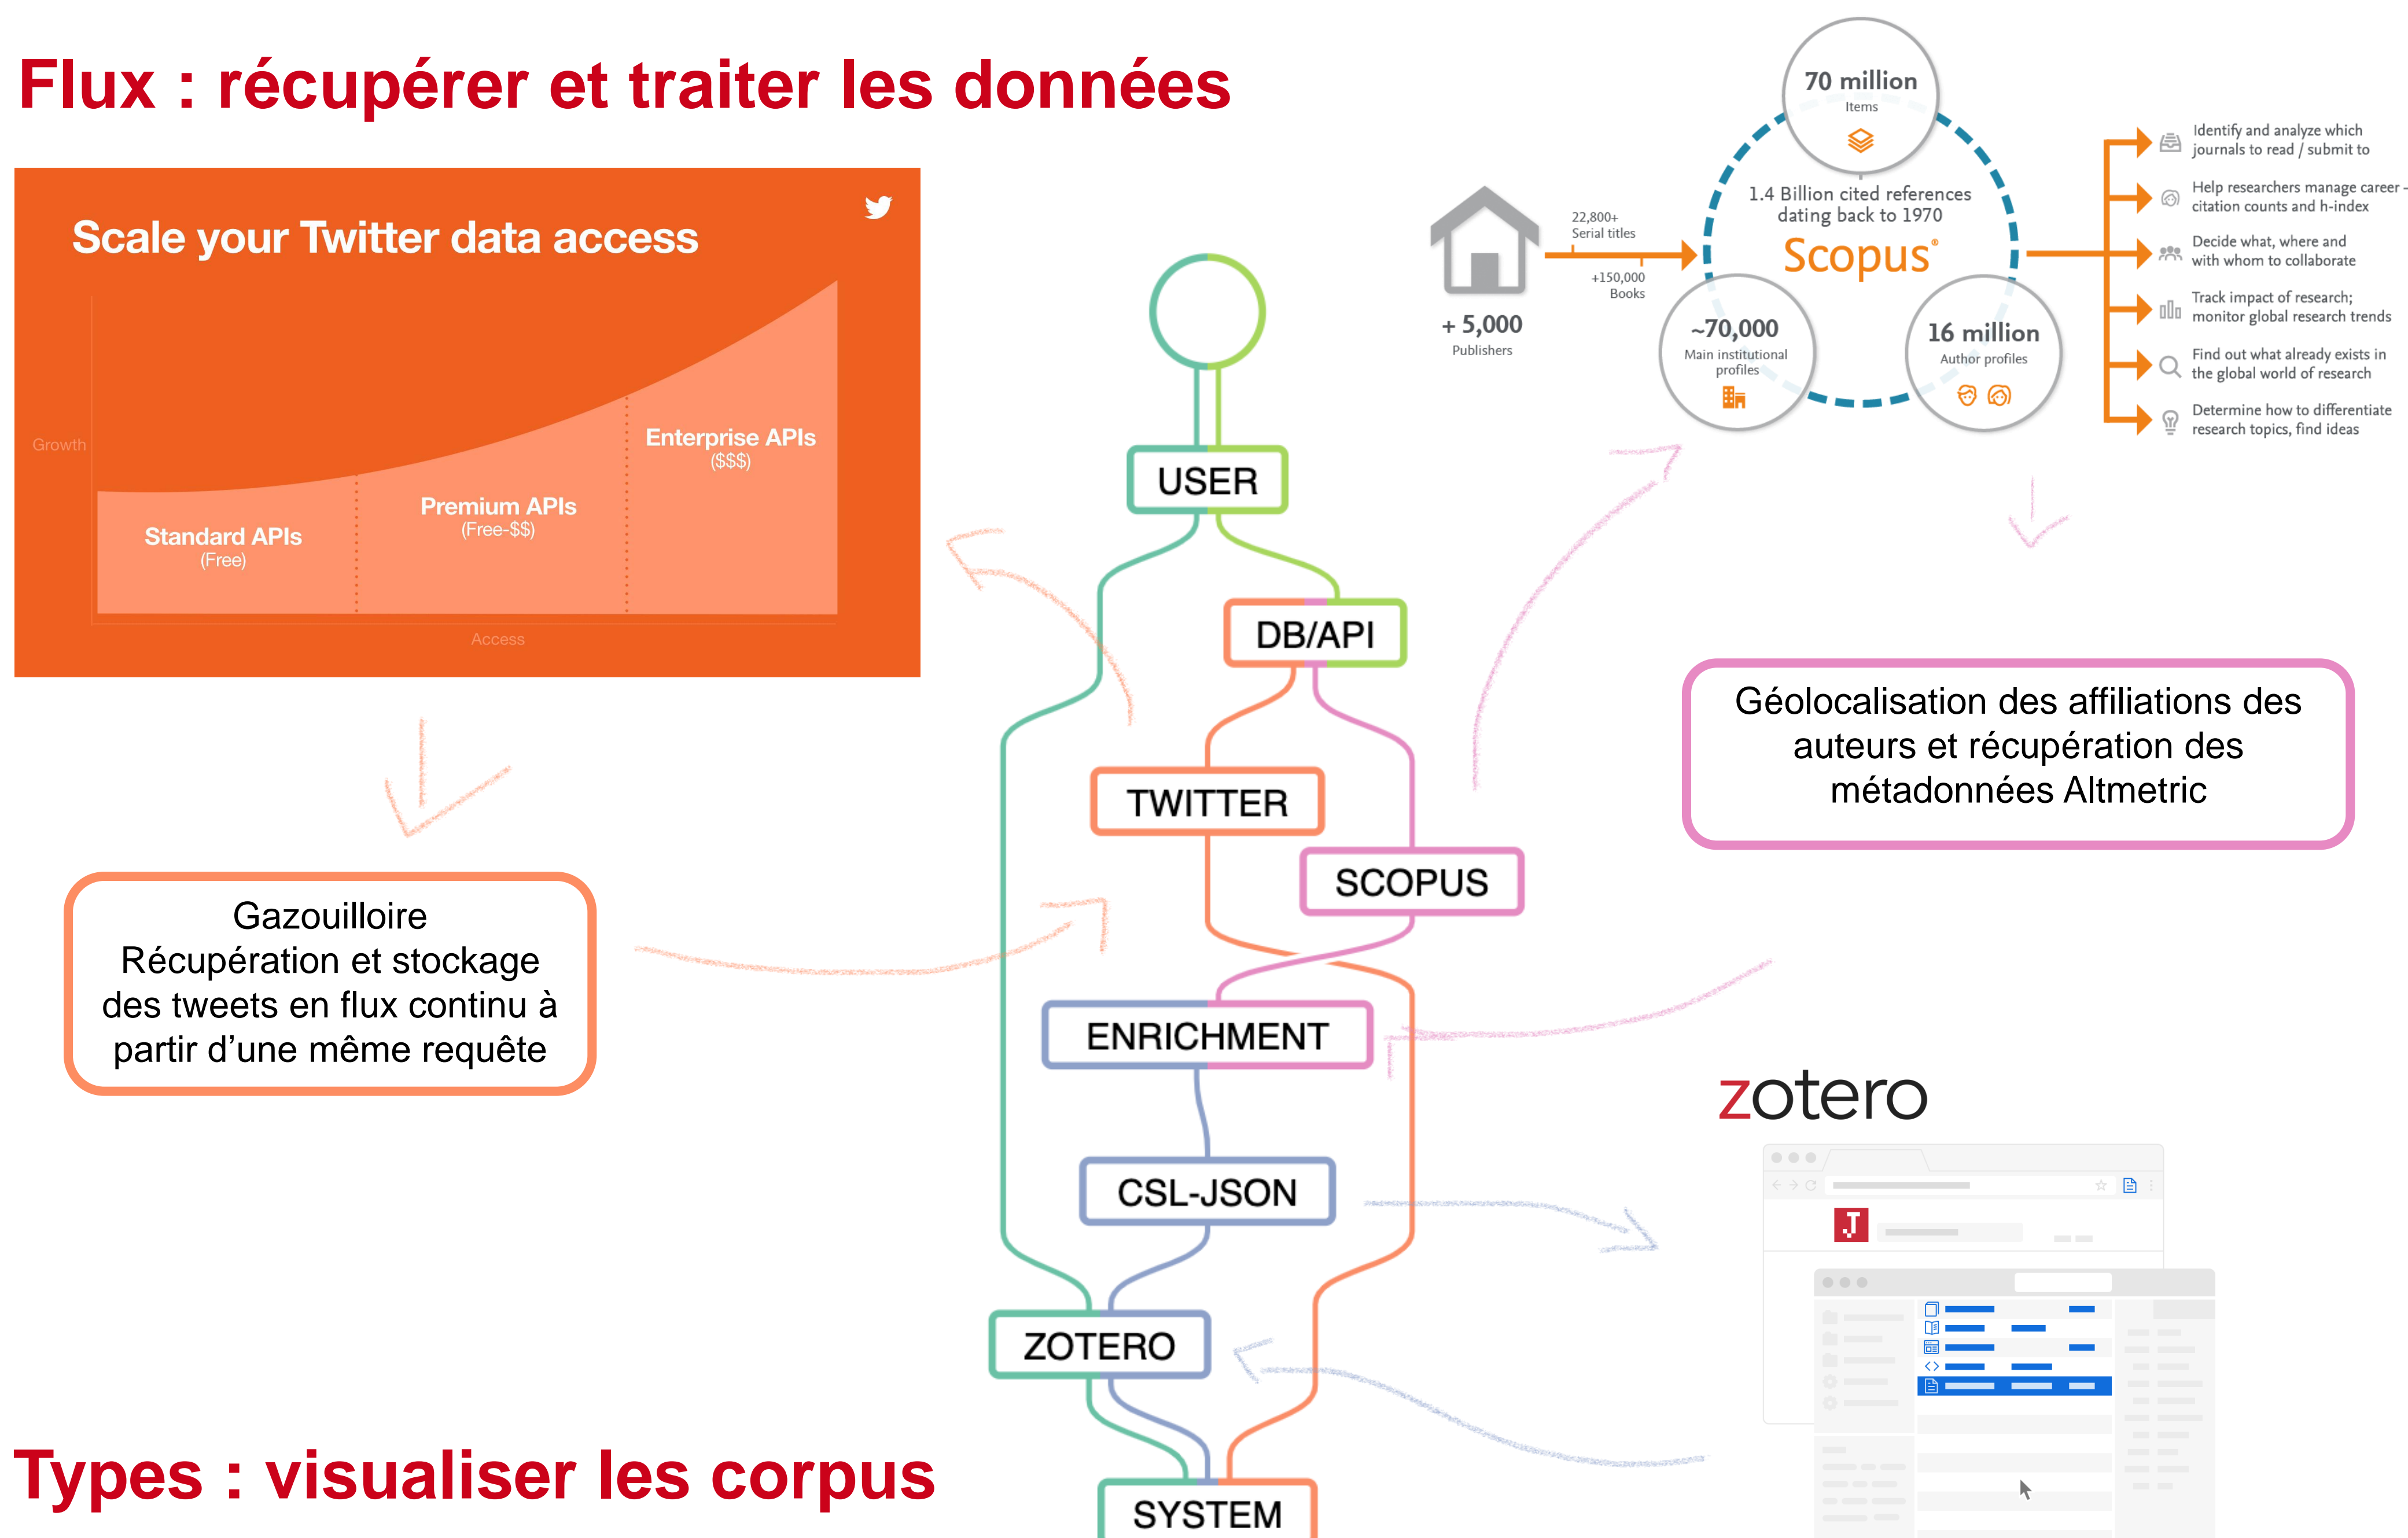 Flux : récupérer et traiter les données
Scale your Twitter data access
Growth
Standard APIs
(Free)
Premium APIs
(Free-$$)
Enterprise APIs
($$$)
Access
Gazouilloire
Récupération et stockage
des tweets en flux continu à
partir d’une même requête
USER
DB/API
TWITTER
SCOPUS
ENRICHMENT
CSL-JSON
ZOTERO
SYSTEM
+ 5,000
Publishers
22,800+
Serial titles
+150,000
Books
70 million
Items
1.4 Billion cited references
dating back to 1970
Scopus®
~70,000
Main institutional
profiles
16 million
Author profiles
Identify and analyze which
journals to read / submit to
Help researchers manage career -
citation counts and h-index
Decide what, where and
with whom to collaborate
Track impact of research;
monitor global research trends
Find out what already exists in
the global world of research
Determine how to differentiate
research topics, find ideas
Géolocalisation des affiliations des
auteurs et récupération des
métadonnées Altmetric
zotero
J
Types : visualiser les corpus